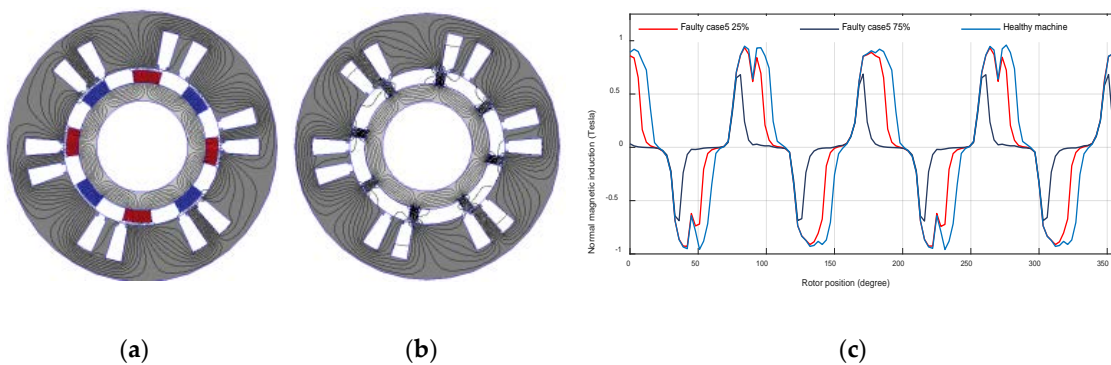 Faulty case5 25% Faulty case5 75% Healthy machine
1
0.5
0
-0.5
-1
Normal magnetic induction (Tesla)
0 50 100 150 200 250 300 350
Rotor position (degree)
(a) (b) (c)